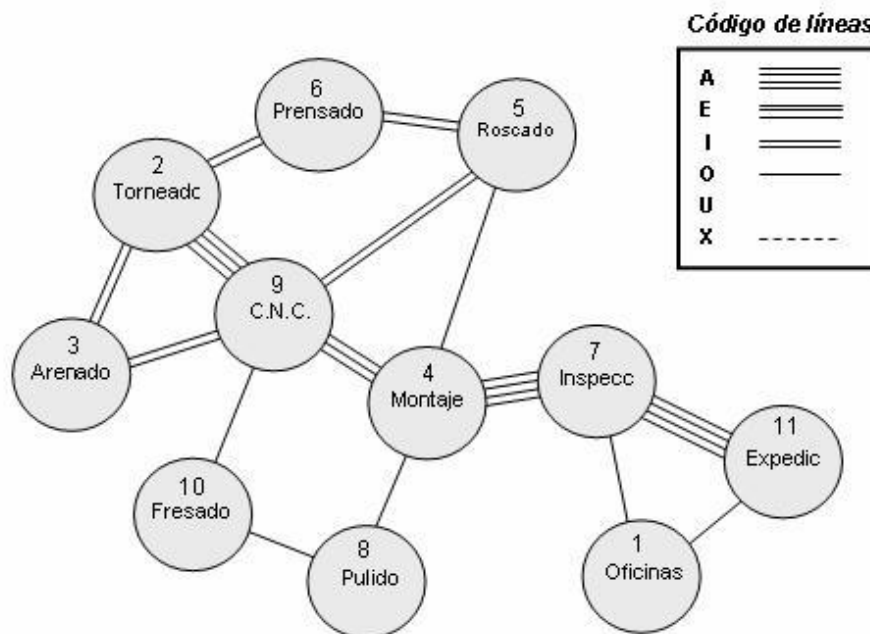 Código de líneas
A
E
I
O
U
X
6
Prensado
5
Roscado
2
Torneadc
9
C.N.C.
3
Arenado
4
Montaje
7
Inspecc
11
Expedic
10
Fresado
8
Pulido
1
Oficinas